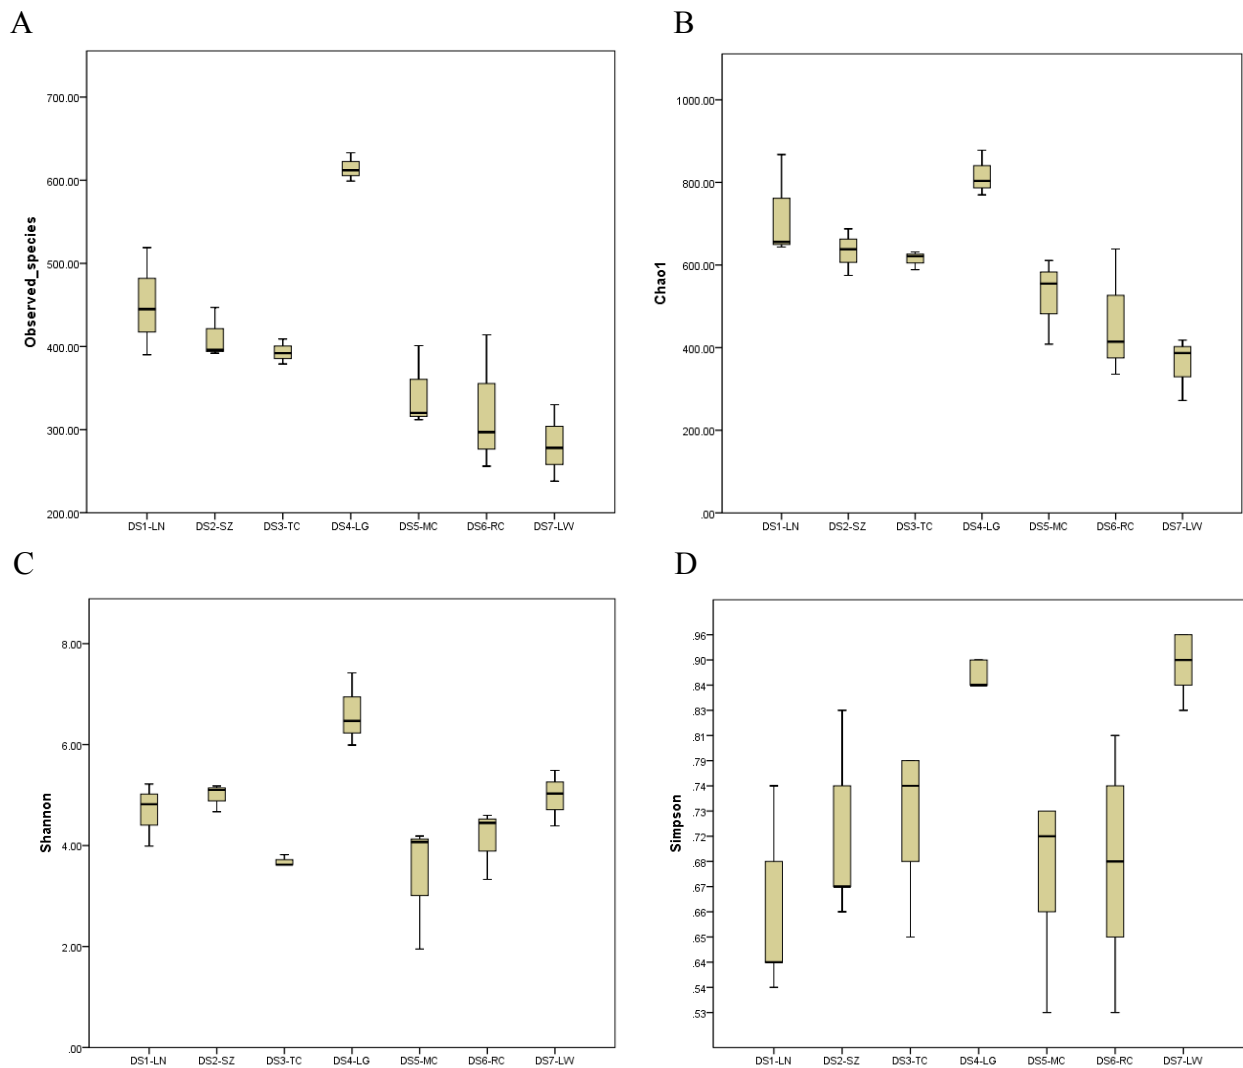 A
Observed_species
700.00
600.00
500.00
400.00
300.00
200.00
DS1-LN DS2-SZ DS3-TC DS4-LG DS5-MC DS6-RC DS7-LW
B
Chao1
1000.00
800.00
600.00
400.00
200.00
.00
DS1-LN DS2-SZ DS3-TC DS4-LG DS5-MC DS6-RC DS7-LW
C
Shannon
8.00
6.00
4.00
2.00
.00
DS1-LN DS2-SZ DS3-TC DS4-LG DS5-MC DS6-RC DS7-LW
D
Simpson
.96
.90
.84
.83
.81
.79
.74
.73
.72
.68
.67
.66
.65
.64
.54
.53
DS1-LN DS2-SZ DS3-TC DS4-LG DS5-MC DS6-RC DS7-LW